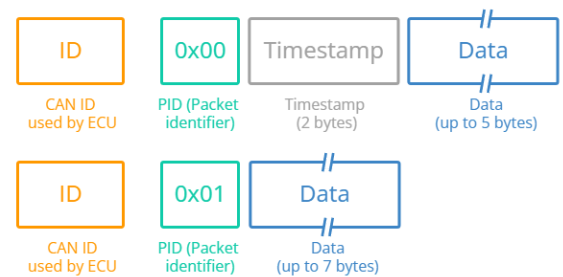 ID 0x00 Timestamp Data
CAN ID PID (Packet Timestamp Data
used by ECU identifier) (2 bytes) (up to 5 bytes)
ID 0x01 Data
CAN ID PID (Packet Data
used by ECU identifier) (up to 7 bytes)